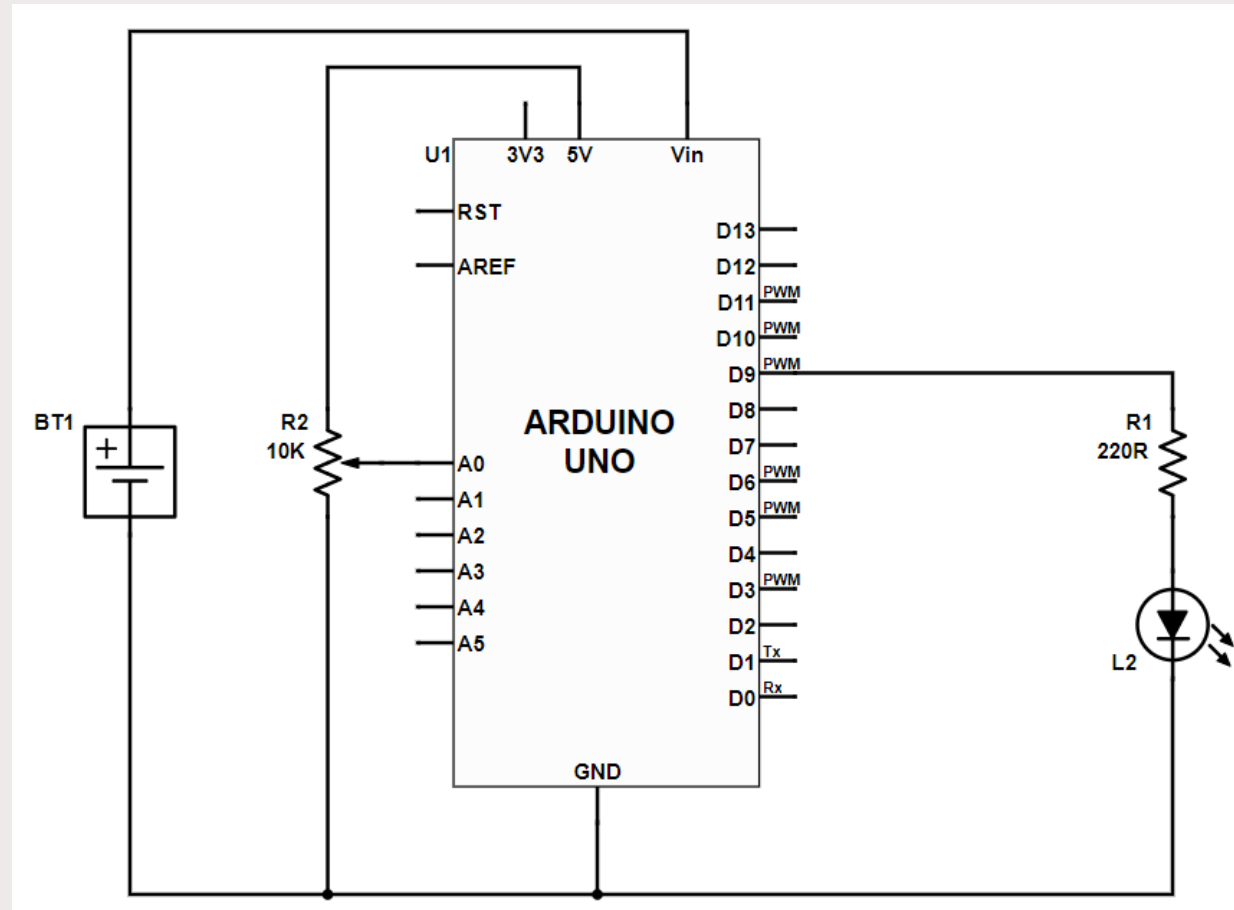 U1
3V3 5V Vin
RST
AREF
D13
D12
D11 PWM
D10 PWM
D9 PWM
D8
D7
D6 PWM
D5 PWM
D4
D3 PWM
D2
D1 Tx
D0 Rx
ARDUINO
UNO
BT1
+
R2
10K
A0
A1
A2
A3
A4
A5
R1
220R
L2
GND